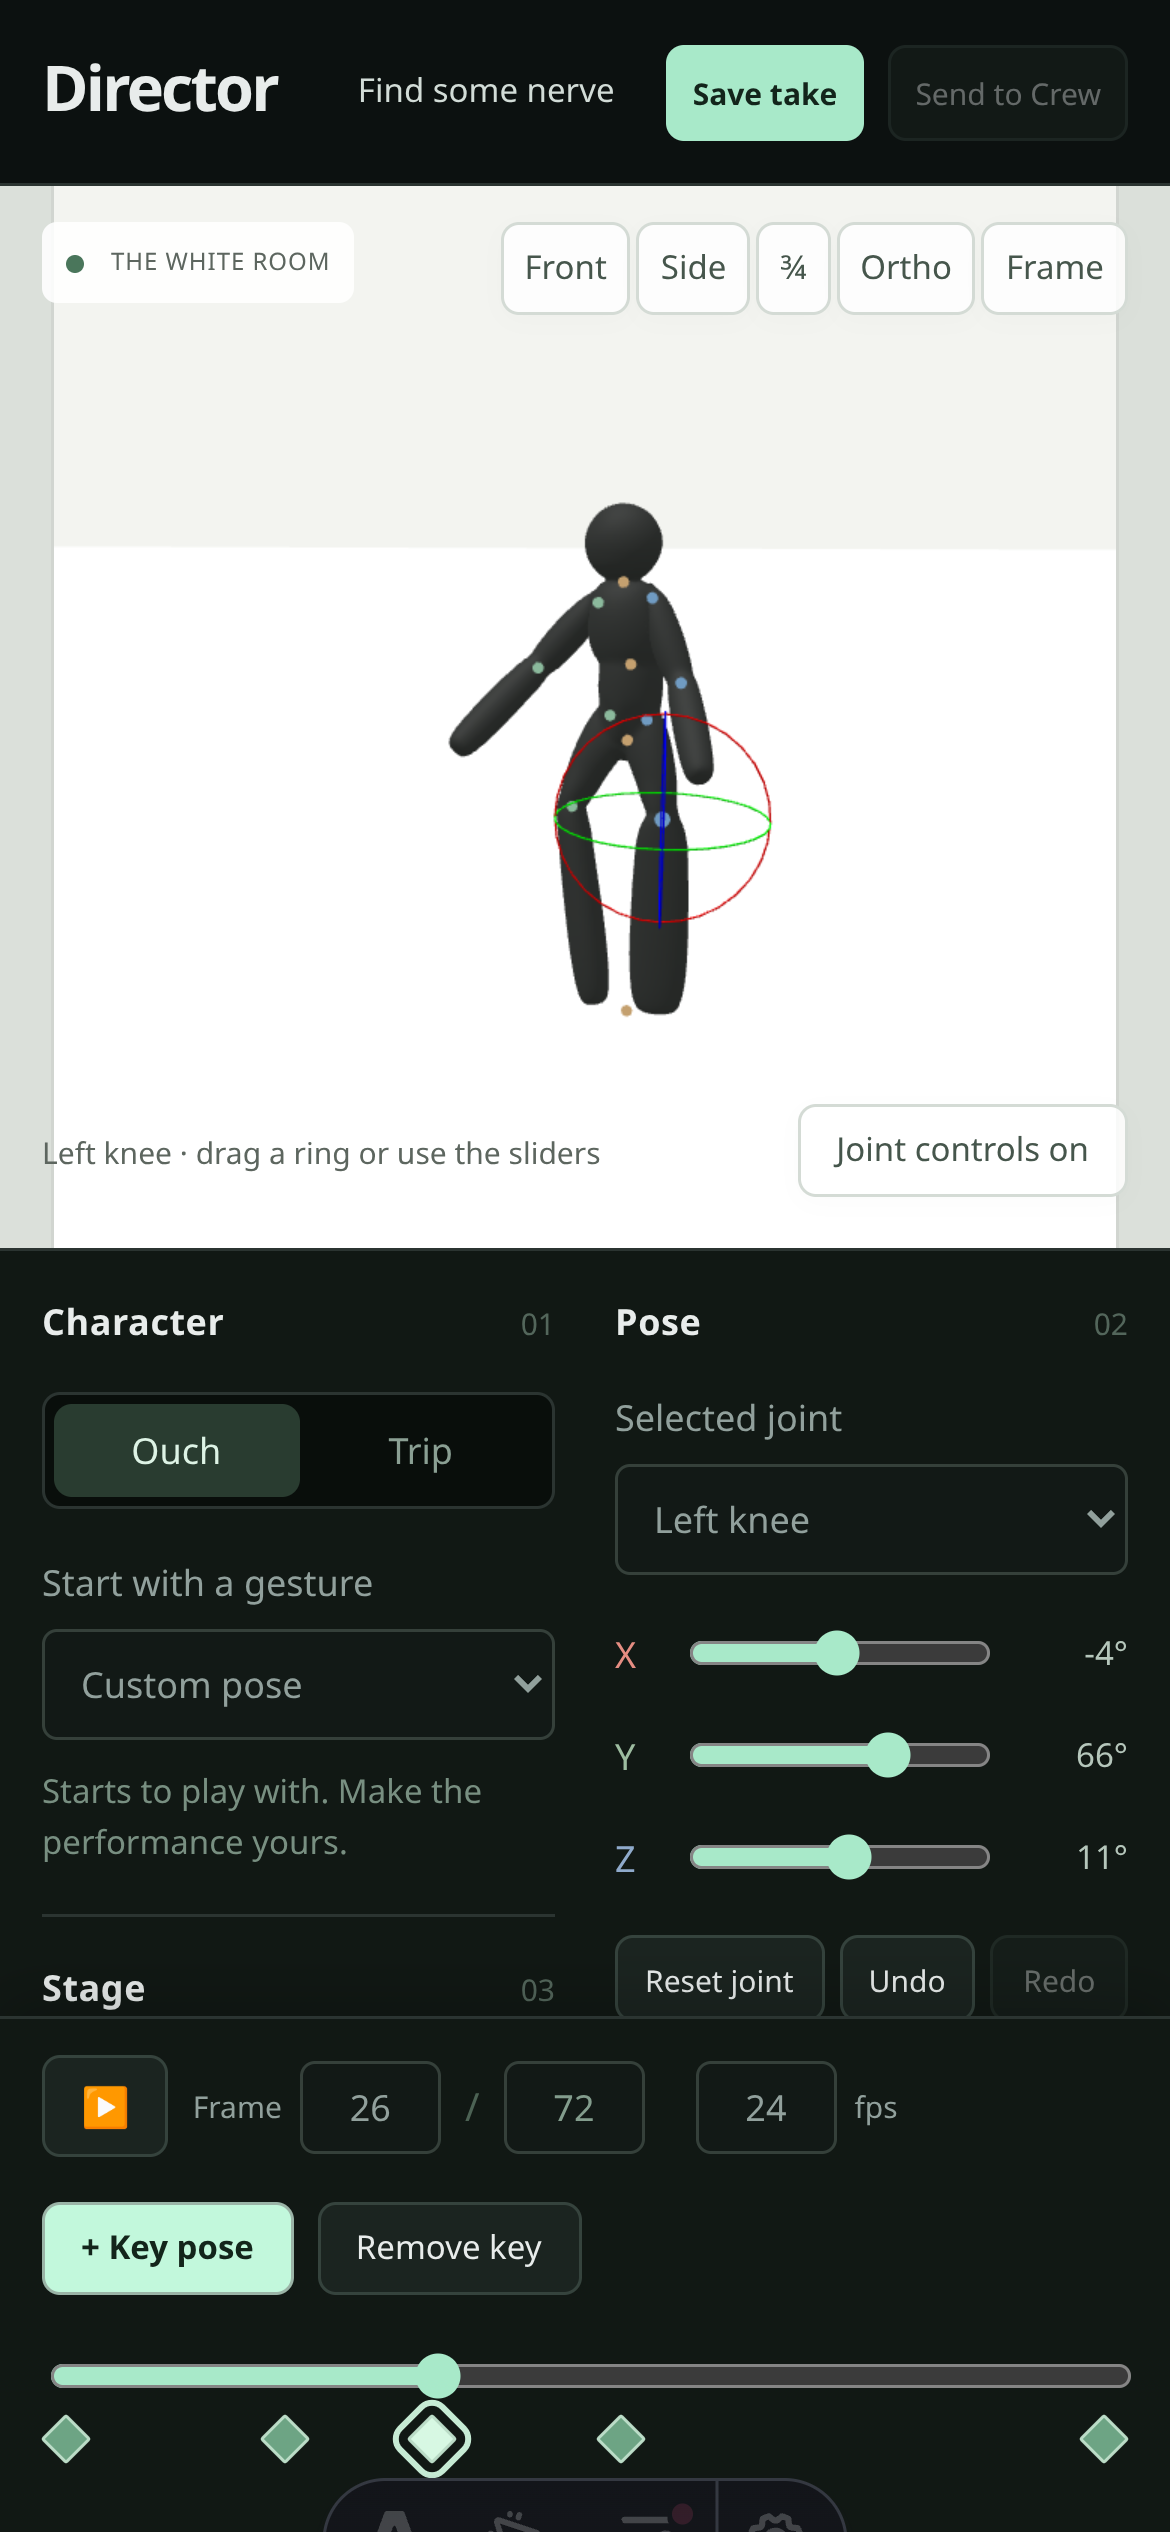 Director
Find some nerve
Save take
Send to Crew
THE WHITE ROOM
Front
Side
¾
Ortho
Frame
Left knee · drag a ring or use the sliders
Joint controls on
Character
01
Ouch
Trip
Start with a gesture
Custom pose
Starts to play with. Make the
performance yours.
Stage
03
Pose
02
Selected joint
Left knee
X
-4°
Y
66°
Z
11°
Reset joint
Undo
Redo
Frame
26
/
72
24
fps
+ Key pose
Remove key